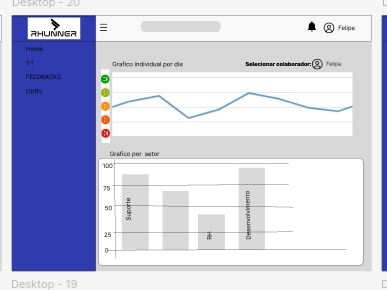 Desktop - 20
RHUNNER
Felipe
Home
1/1
FEEDBACKS
OKRs
Grafico individual por dia
Selecionar colaborador:
Felipe
Grafico por setor
100
75
50
25
0
Suporte
RH
Desenvolvimento
Desktop - 19